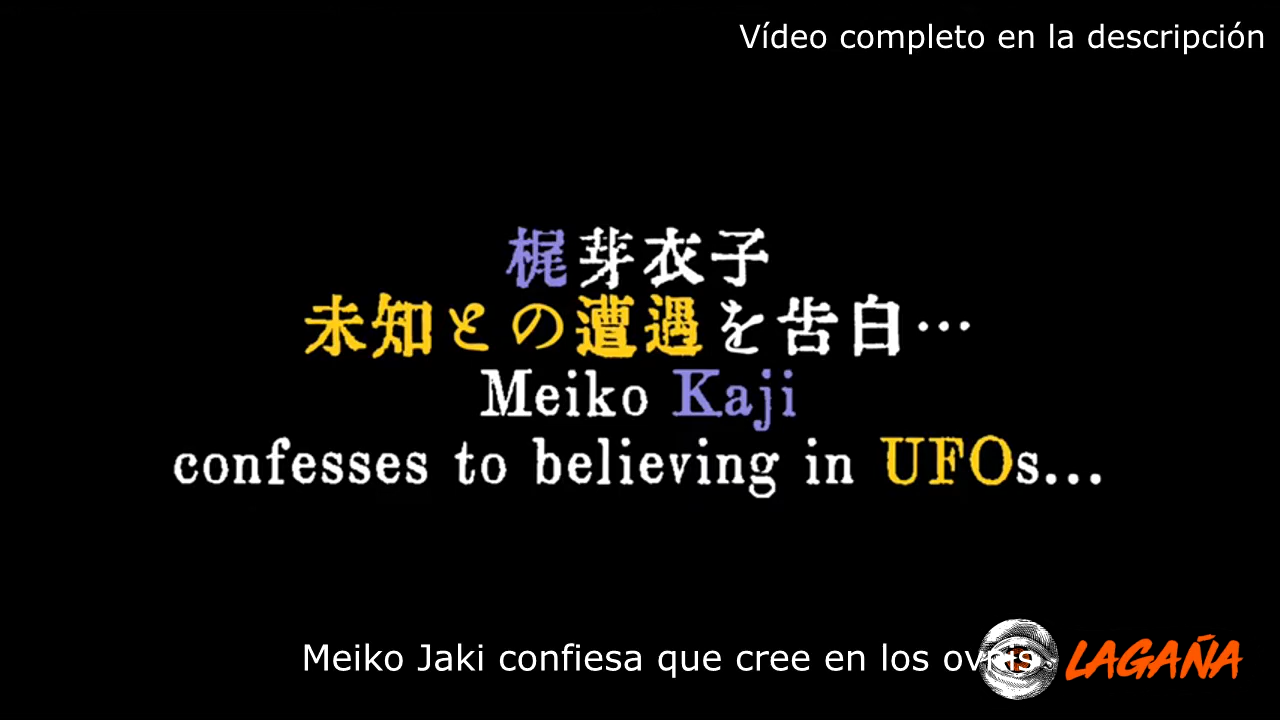 Vídeo completo en la descripción
梶芽衣子
未知との遭遇を告白…
Meiko Kaji
confesses to believing in UFOs...
Meiko Jaki confiesa que cree en los ovnis
LAGAÑA